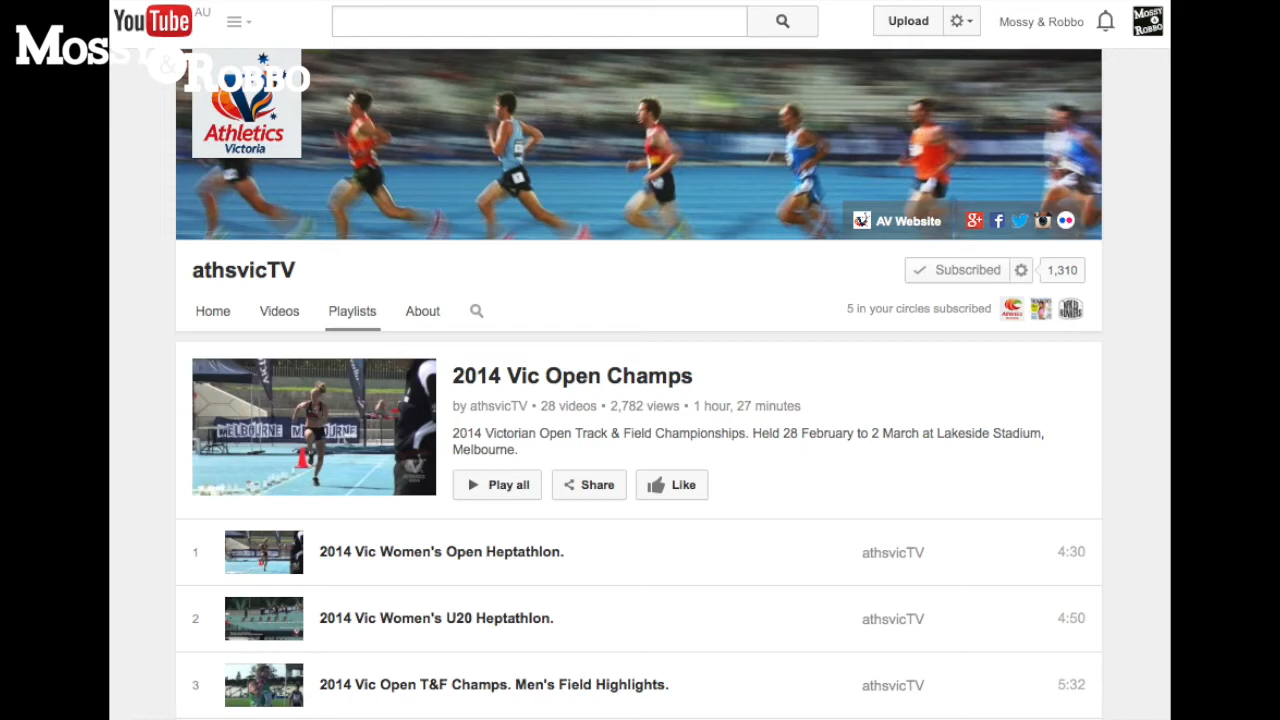 YouTube AU
Upload
Mossy & Robbo
MOSSY
&
ROBBO
Mossy
& Robbo
Athletics
Victoria
AV Website
athsvicTV
Subscribed
1,310
Home
Videos
Playlists
About
5 in your circles subscribed
MELBOURNE MELBOURNE
2014 Vic Open Champs
by athsvicTV • 28 videos • 2,782 views • 1 hour, 27 minutes
2014 Victorian Open Track & Field Championships. Held 28 February to 2 March at Lakeside Stadium,
Melbourne.
Play all
Share
Like
1 2014 Vic Women's Open Heptathlon. athsvicTV 4:30
2 2014 Vic Women's U20 Heptathlon. athsvicTV 4:50
3 2014 Vic Open T&F Champs. Men's Field Highlights. athsvicTV 5:32